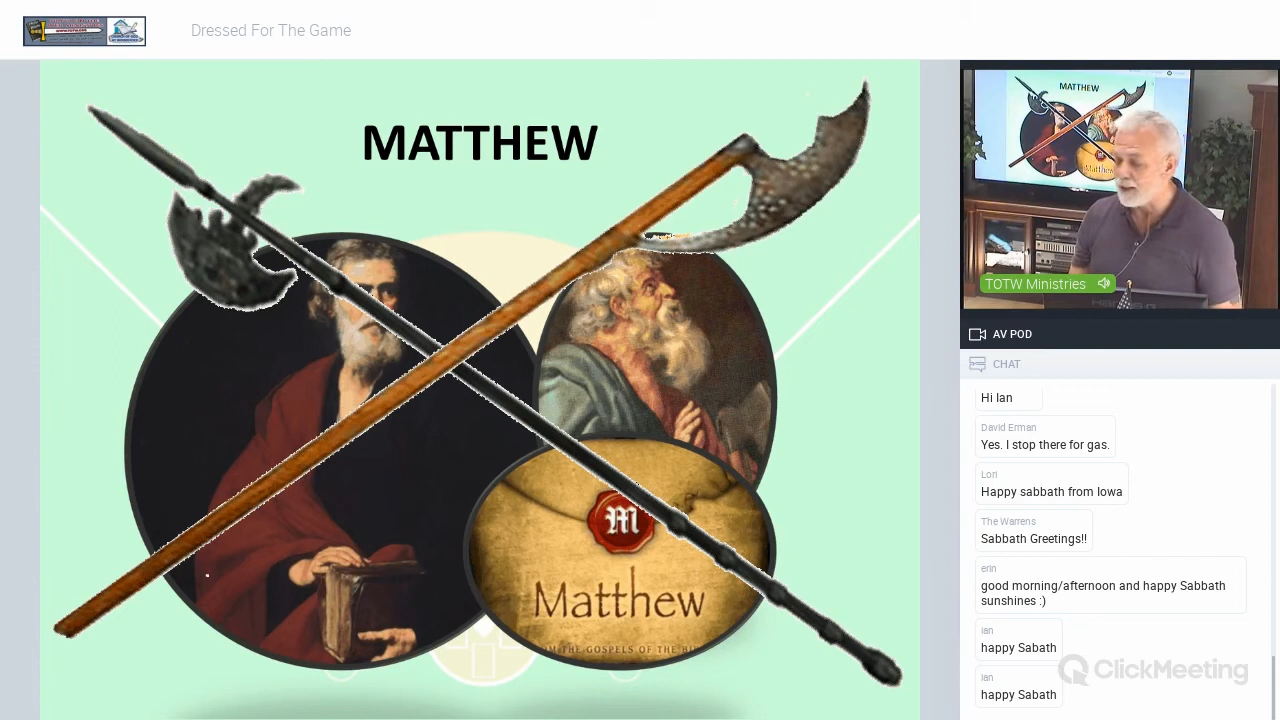 Dressed For The Game
MATTHEW
M
Matthew
MATTHEW
Matthew
TOTW Ministries
AV POD
CHAT
Hi Ian
David Erman
Yes. I stop there for gas.
Lori
Happy sabbath from Iowa
The Warrens
Sabbath Greetings!!
erin
good morning/afternoon and happy Sabbath
sunshines :)
ian
happy Sabath
ian
happy Sabath
ClickMeeting